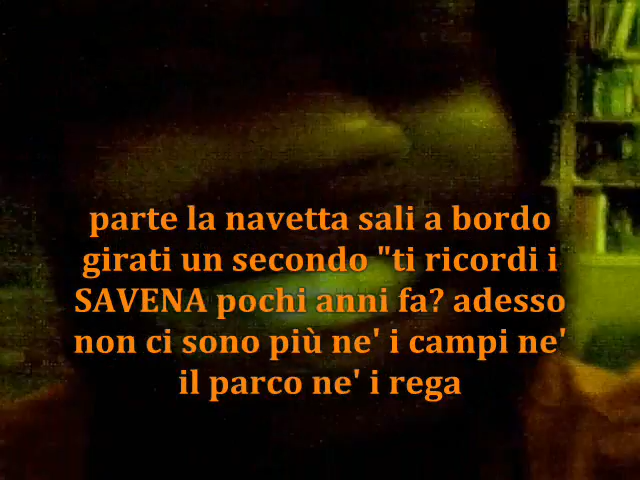 parte la navetta sali a bordo
girati un secondo "ti ricordi i
SAVENA pochi anni fa? adesso
non ci sono più ne' i campi ne'
il parco ne' i rega